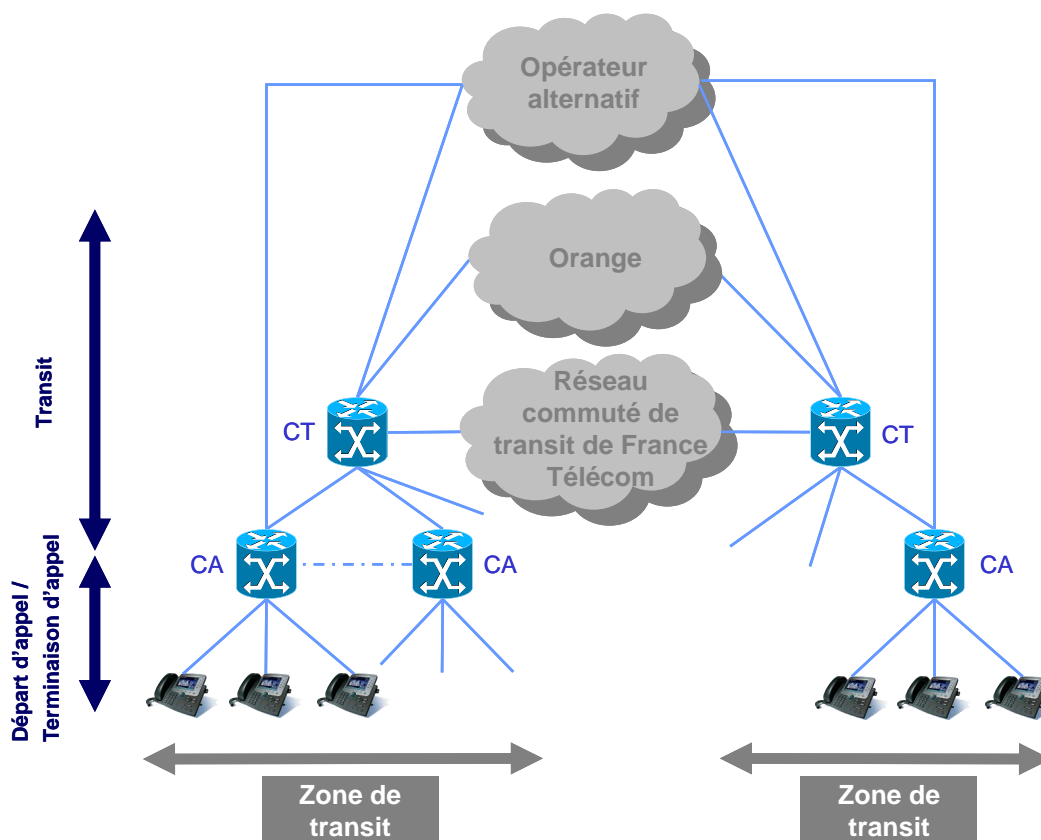 Opérateur
alternatif
Orange
Réseau
commuté de
transit de France
Télécom
CT
CT
CA
CA
CA
Transit
Départ d'appel /
Terminaison d'appel
Zone de
transit
Zone de
transit